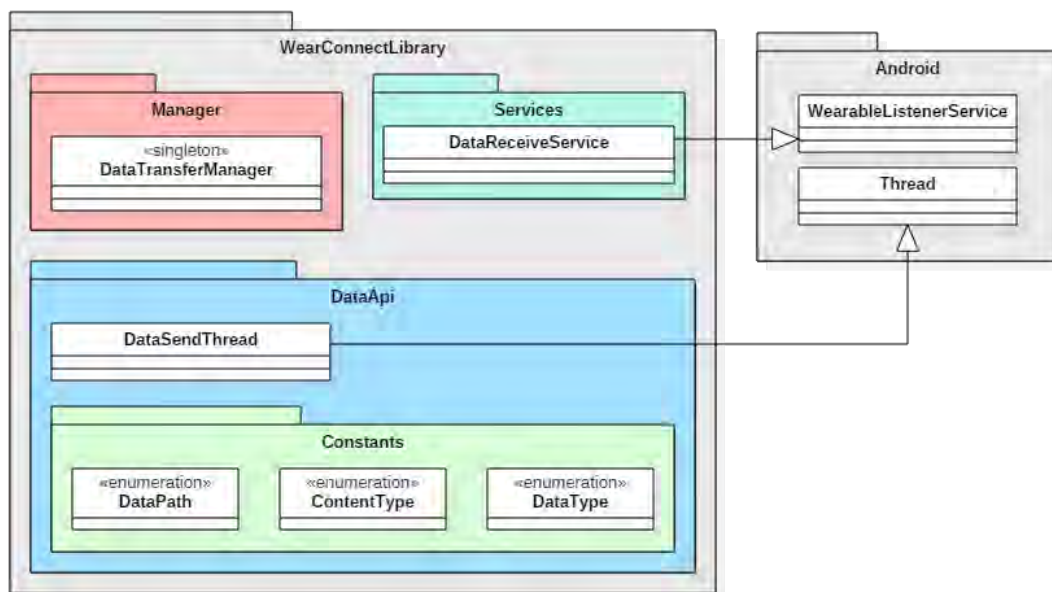 WearConnectLibrary
Manager
«singleton»
DataTransferManager
Services
DataReceiveService
Android
WearableListenerService
Thread
DataApi
DataSendThread
Constants
«enumeration»
DataPath
«enumeration»
ContentType
«enumeration»
DataType